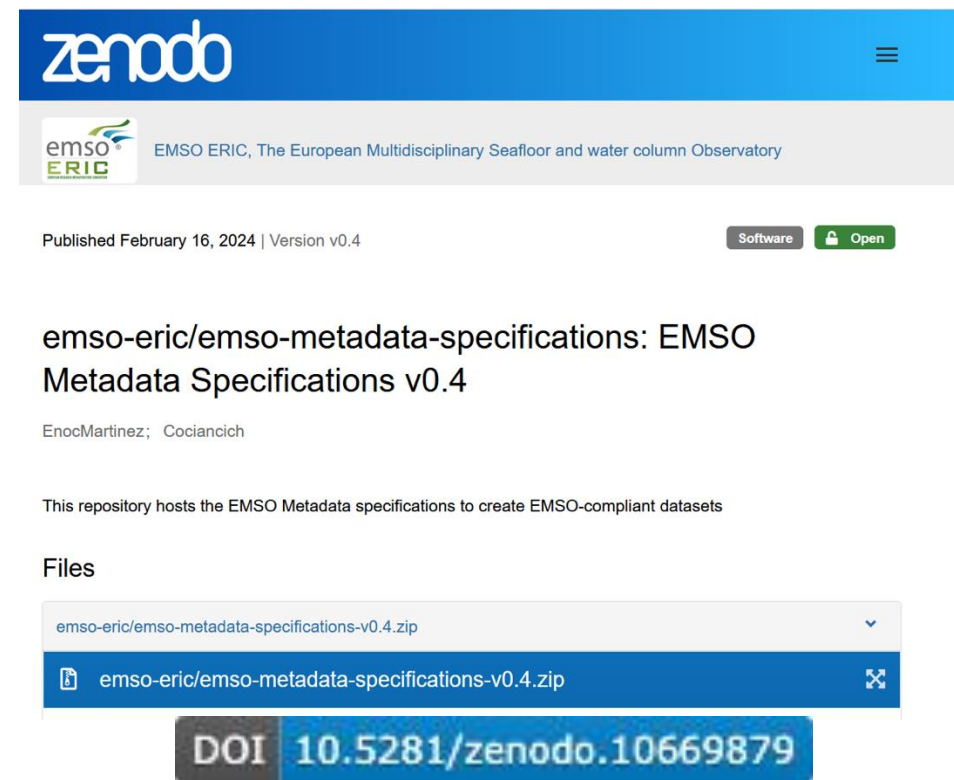 zenodo
emso
ERIC
EMSO ERIC, The European Multidisciplinary Seafloor and water column Observatory
Published February 16, 2024 | Version v0.4
Software
Open
emso-eric/emso-metadata-specifications: EMSO
Metadata Specifications v0.4
EnocMartinez; Cociancich
This repository hosts the EMSO Metadata specifications to create EMSO-compliant datasets
Files
emso-eric/emso-metadata-specifications-v0.4.zip
emso-eric/emso-metadata-specifications-v0.4.zip
DOI 10.5281/zenodo.10669879